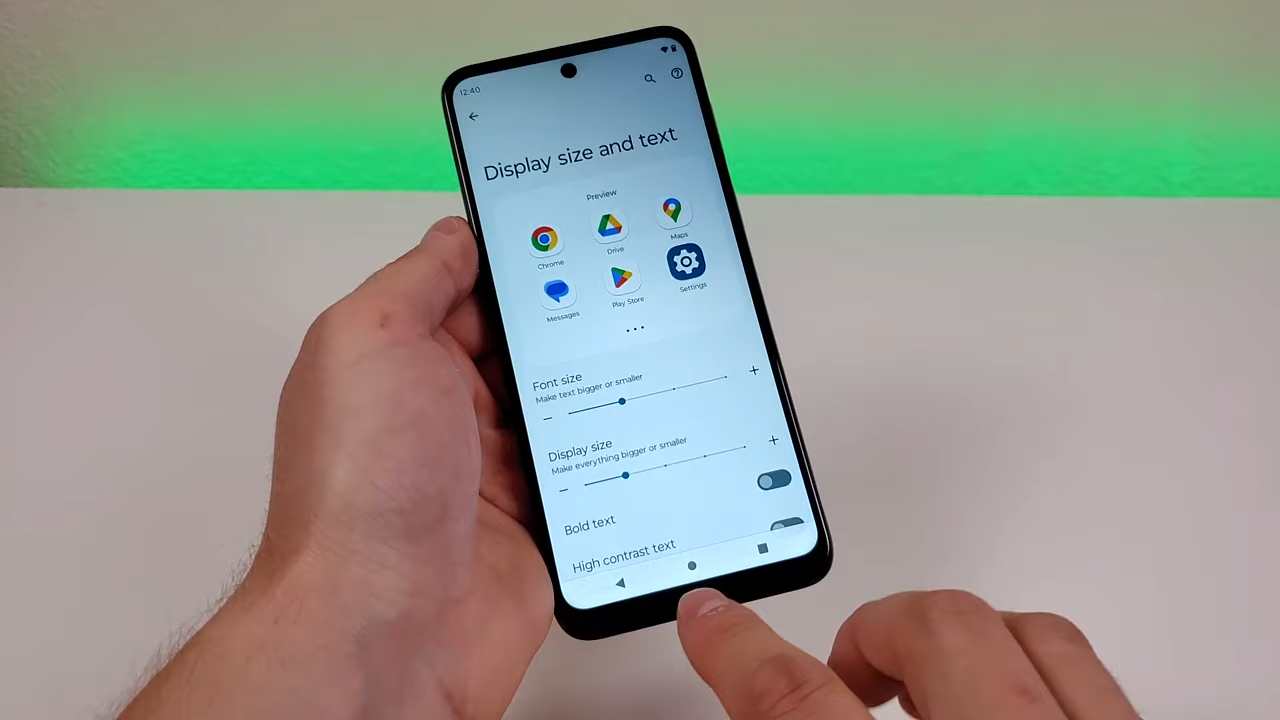 12:40
Display size and text
Preview
Chrome
Drive
Maps
Messages
Play Store
Settings
Font size
Make text bigger or smaller
Display size
Make everything bigger or smaller
Bold text
High contrast text